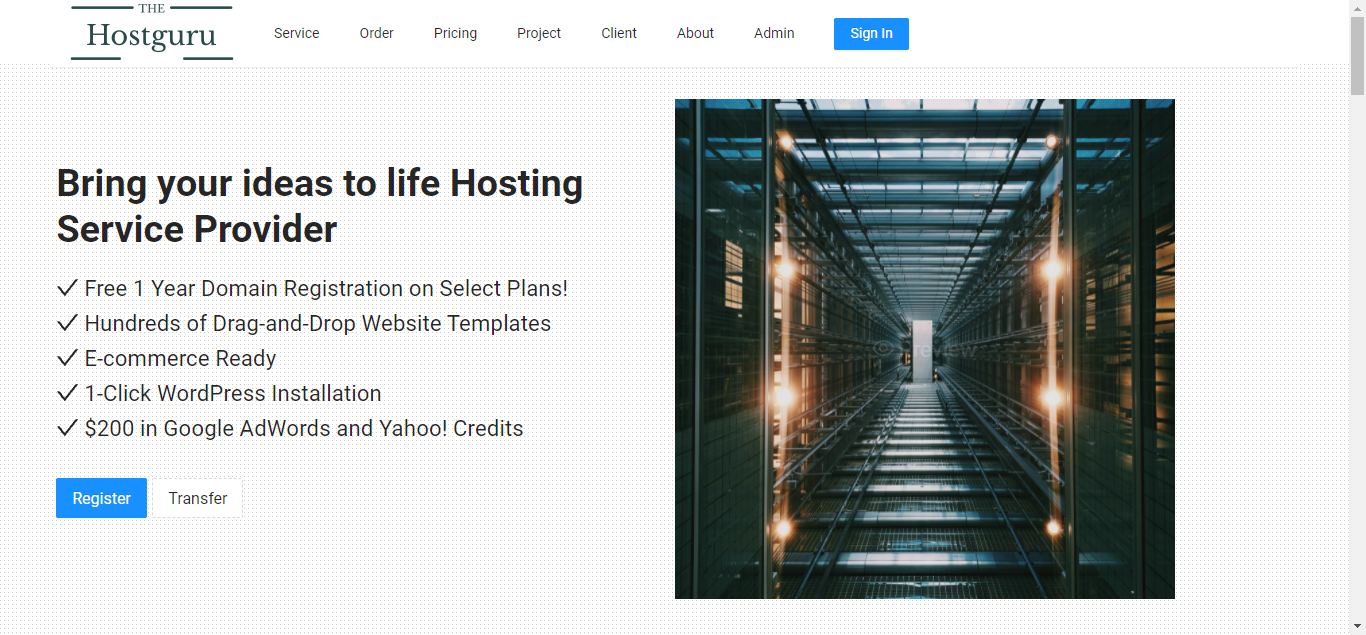 THE
Hostguru
Service Order Pricing Project Client About Admin Sign In
Bring your ideas to life Hosting
Service Provider
Free 1 Year Domain Registration on Select Plans!
Hundreds of Drag-and-Drop Website Templates
E-commerce Ready
1-Click WordPress Installation
$200 in Google AdWords and Yahoo! Credits
Register Transfer
© Preview